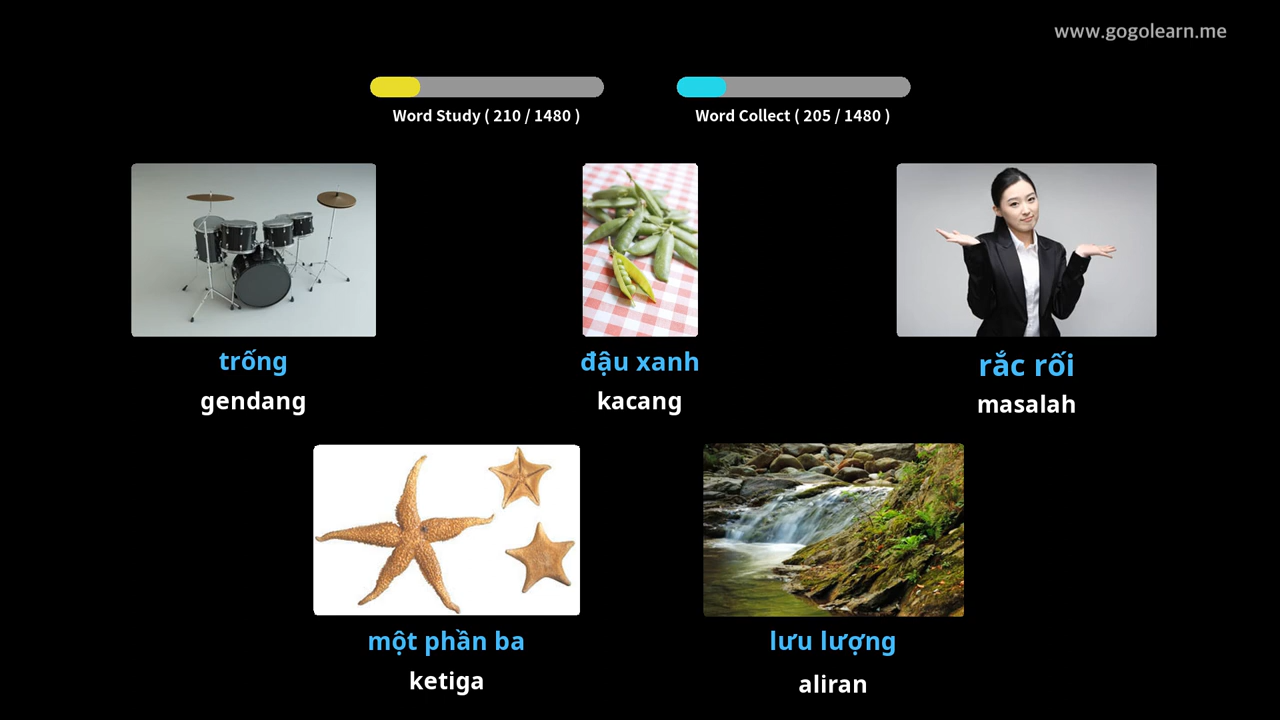 www.gogolearn.me
Word Study ( 210 / 1480 )
Word Collect ( 205 / 1480 )
trống
gendang
đậu xanh
kacang
rắc rối
masalah
một phần ba
ketiga
lưu lượng
aliran